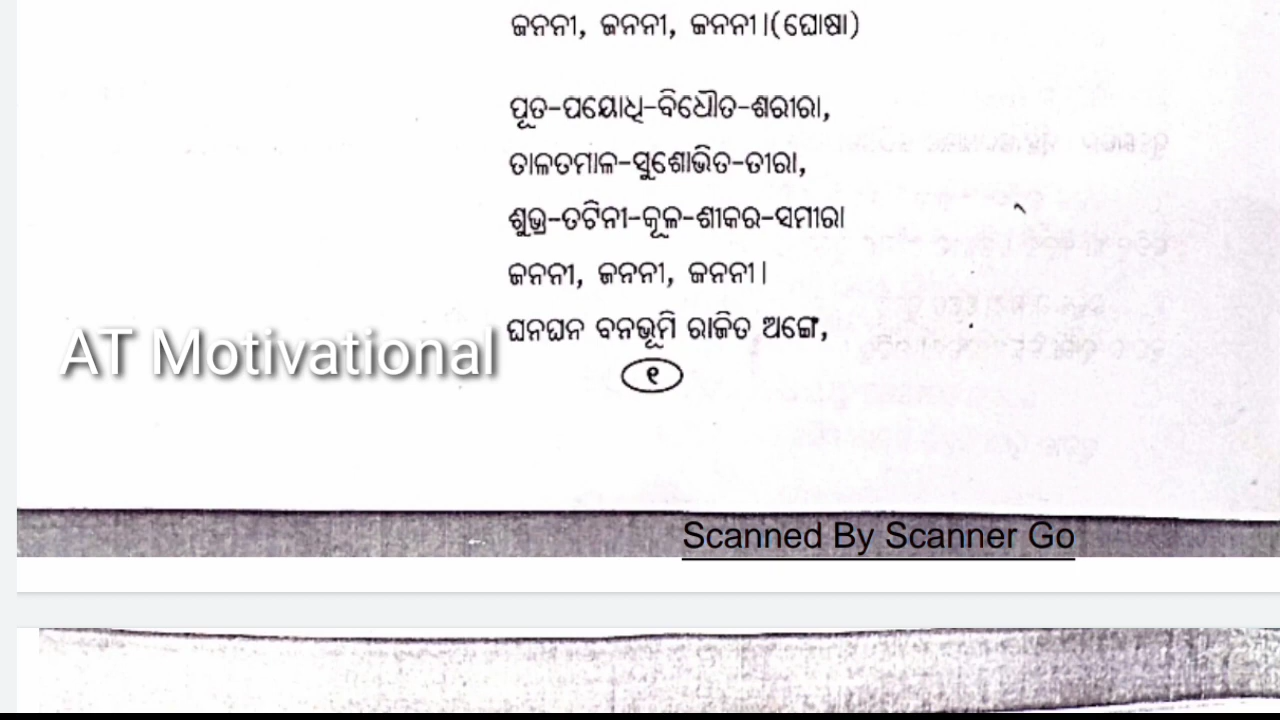 ଜନନୀ, ଜନନୀ, ଜନନୀ।(ଘୋଷା)
ପୂତ-ପୟୋଧି-ବିଧୌତ-ଶରୀରା,
ତାଳତମାଳ-ସୁଶୋଭିତ-ତୀରା,
ଶୁଭ୍ର-ତଟିନୀ-କୂଳ-ଶୀକର-ସମୀରା
ଜନନୀ, ଜନନୀ, ଜନନୀ।
ଘନଘନ ବନଭୂମି ରାଜିତ ଅଙ୍ଗେ,
AT Motivational
୧
Scanned By Scanner Go